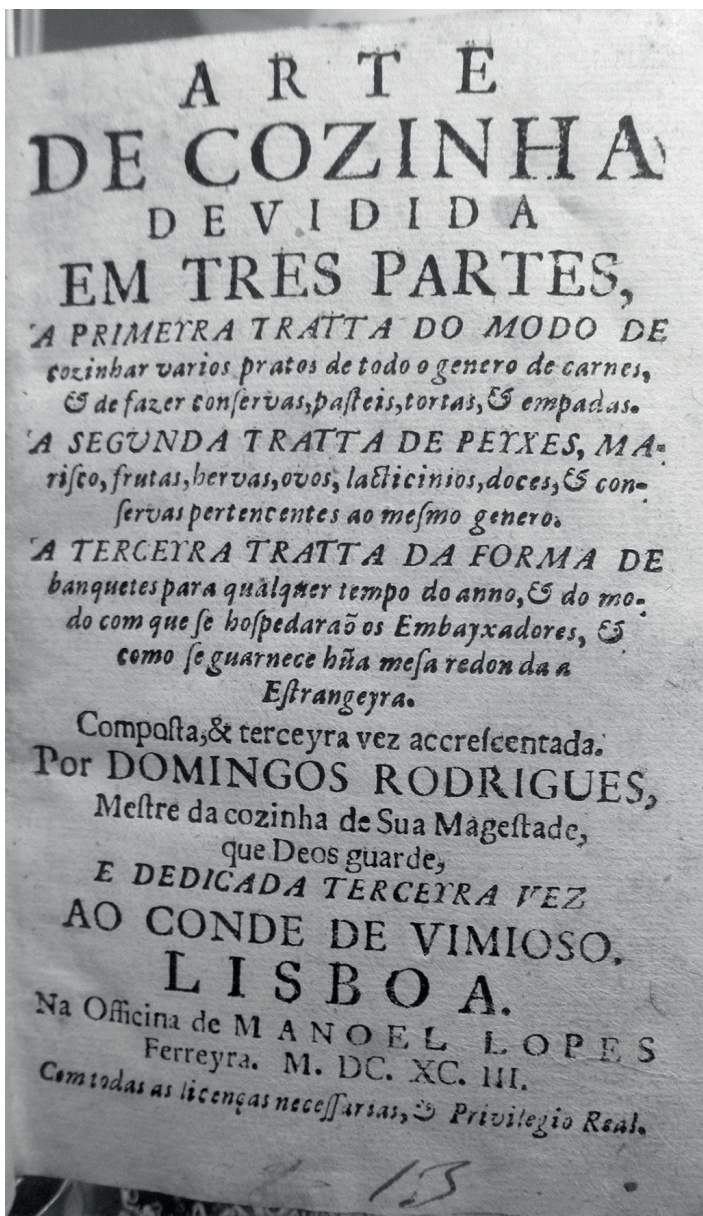 ARTE
DE COZINHA
DEVIDIDA
EM TRES PARTES,
A PRIMEYRA TRATTA DO MODO DE
cozinhar varios pratos de todo o genero de carnes,
& de fazer conſervas, paſteis, tortas, & empadas.
A SEGUNDA TRATTA DE PEYXES, MA-
riſco, frutas, hervas, ovos, lacticinios, doces, & con-
ſervas pertencentes ao meſmo genero.
A TERCEYRA TRATTA DA FORMA DE
banquetes para qualquer tempo do anno, & do mo-
do com que ſe hoſpedaraõ os Embayxadores, &
como ſe guarnece hũa meſa redonda a
Eſtrangeyra.
Compoſta, & terceyra vez accreſcentada.
Por DOMINGOS RODRIGUES,
Meſtre da cozinha de Sua Mageſtade,
que Deos guarde,
E DEDICADA TERCEYRA VEZ
AO CONDE DE VIMIOSO.
LISBOA.
Na Officina de MANOEL LOPES
Ferreyra. M. DC. XC. III.
Com todas as licenças neceſſarias, & Privilegio Real.
13